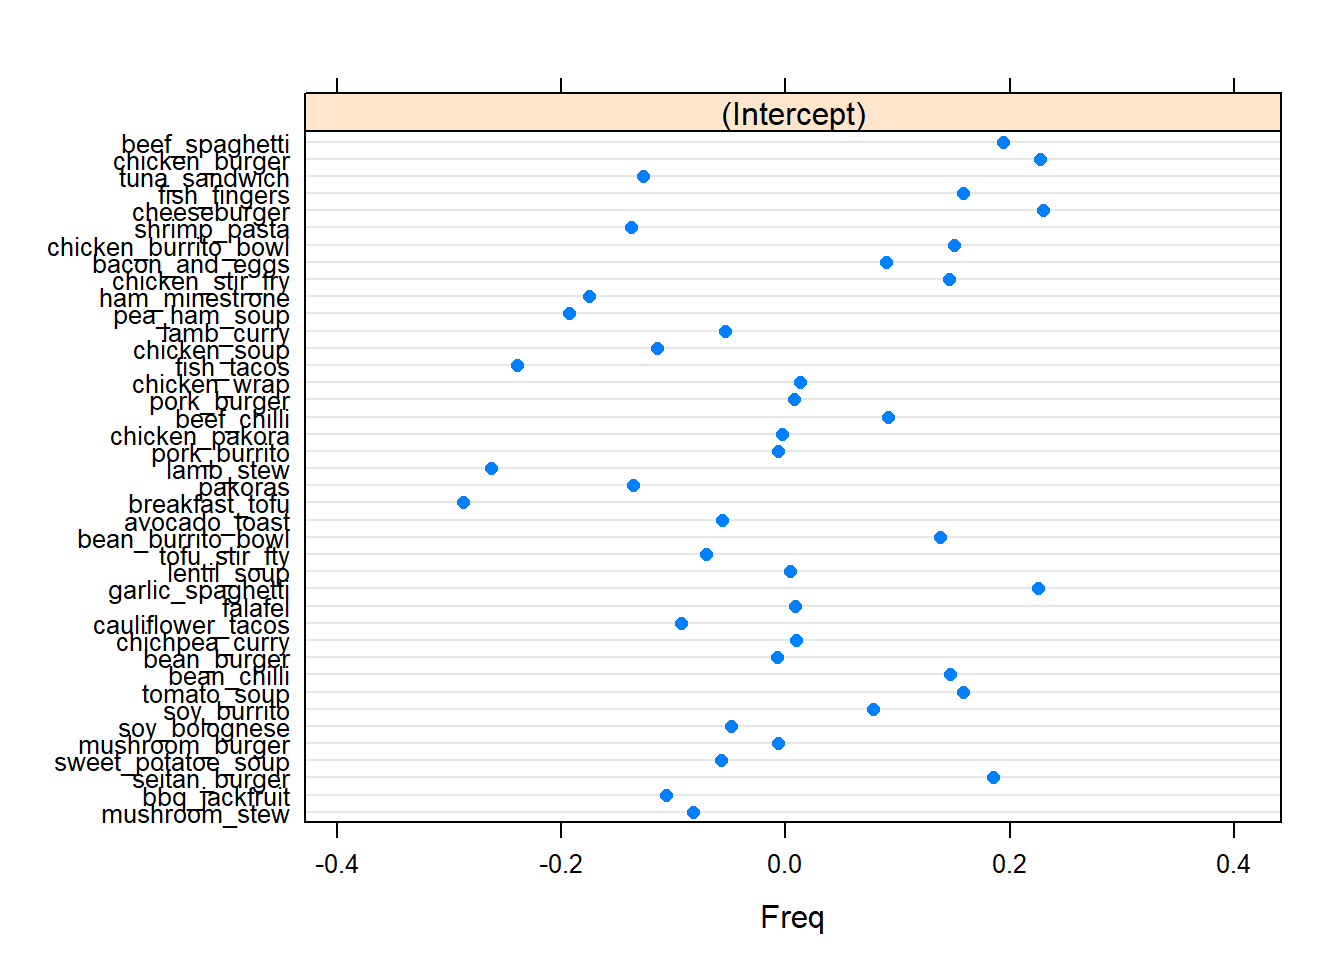 (Intercept)
beef_spaghetti
chicken_burger
tuna_sandwich
fish_fingers
cheeseburger
shrimp_pasta
chicken_burrito_bowl
bacon_and_eggs
chicken_stir_fry
ham_minestrone
pea_ham_soup
lamb_curry
chicken_soup
fish_tacos
chicken_wrap
pork_burger
beef_chilli
chicken_pakora
pork_burrito
lamb_stew
pakoras
breakfast_tofu
avocado_toast
bean_burrito_bowl
tofu_stir_fty
lentil_soup
garlic_spaghetti
falafel
cauliflower_tacos
chichpea_curry
bean_burger
bean_chilli
tomato_soup
soy_burrito
soy_bolognese
mushroom_burger
sweet_potatoe_soup
seitan_burger
bbq_jackfruit
mushroom_stew
-0.4 -0.2 0.0 0.2 0.4
Freq